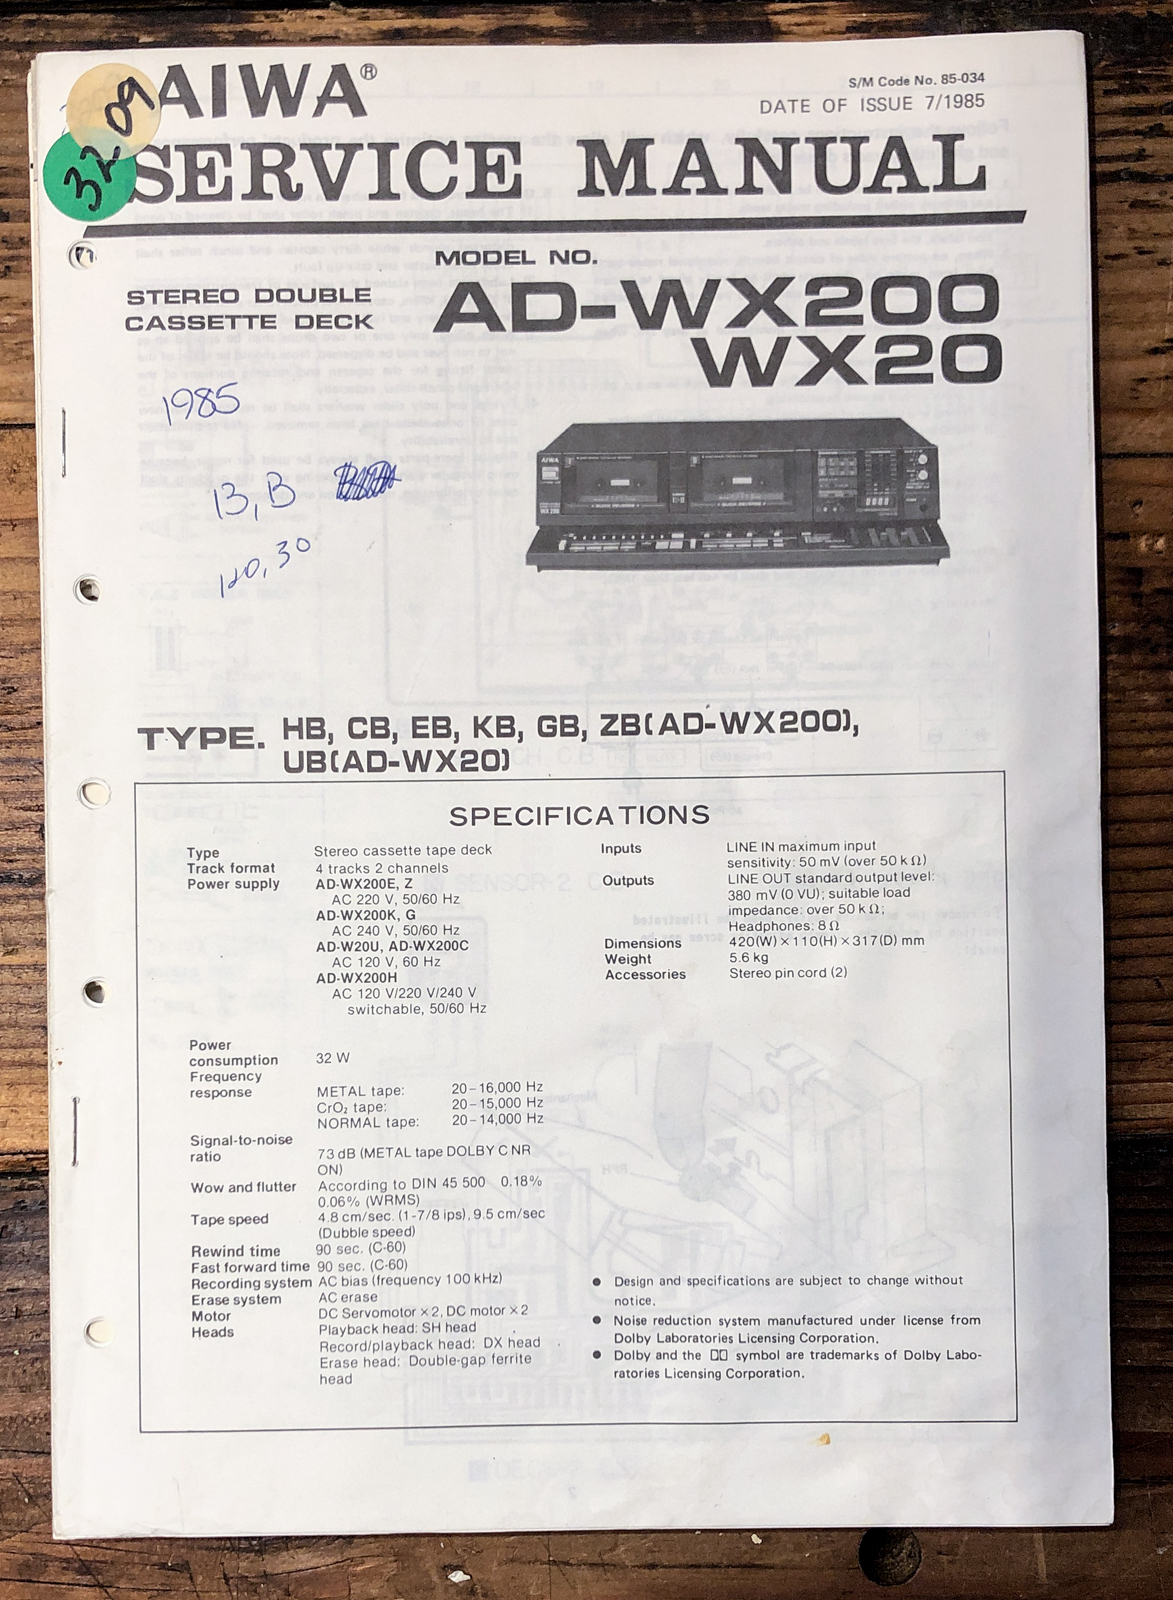 AIWA®
S/M Code No. 85-034
DATE OF ISSUE 7/1985
09
32
SERVICE MANUAL
MODEL NO.
STEREO DOUBLE
CASSETTE DECK
AD-WX200
WX20
1985
B, B
120, 30
AIWA
WX 200
TYPE. HB, CB, EB, KB, GB, ZB(AD-WX200),
UB(AD-WX20)
SPECIFICATIONS
Type Stereo cassette tape deck
Track format 4 tracks 2 channels
Power supply AD-WX200E, Z
AC 220 V, 50/60 Hz
AD-WX200K, G
AC 240 V, 50/60 Hz
AD-W20U, AD-WX200C
AC 120 V, 60 Hz
AD-WX200H
AC 120 V/220 V/240 V
switchable, 50/60 Hz
Power
consumption 32 W
Frequency
response METAL tape: 20–16,000 Hz
CrO₂ tape: 20–15,000 Hz
NORMAL tape: 20–14,000 Hz
Signal-to-noise
ratio 73 dB (METAL tape DOLBY C NR
ON)
Wow and flutter According to DIN 45 500 0.18%
0.06% (WRMS)
Tape speed 4.8 cm/sec. (1-7/8 ips), 9.5 cm/sec
(Dubble speed)
Rewind time 90 sec. (C-60)
Fast forward time 90 sec. (C-60)
Recording system AC bias (frequency 100 kHz)
Erase system AC erase
Motor DC Servomotor × 2, DC motor × 2
Heads Playback head: SH head
Record/playback head: DX head
Erase head: Double-gap ferrite
head
Inputs LINE IN maximum input
sensitivity: 50 mV (over 50 k Ω)
Outputs LINE OUT standard output level:
380 mV (0 VU); suitable load
impedance: over 50 k Ω;
Headphones: 8 Ω
Dimensions 420(W) × 110(H) × 317(D) mm
Weight 5.6 kg
Accessories Stereo pin cord (2)
● Design and specifications are subject to change without
notice.
● Noise reduction system manufactured under license from
Dolby Laboratories Licensing Corporation.
● Dolby and the symbol are trademarks of Dolby Labo-
ratories Licensing Corporation.